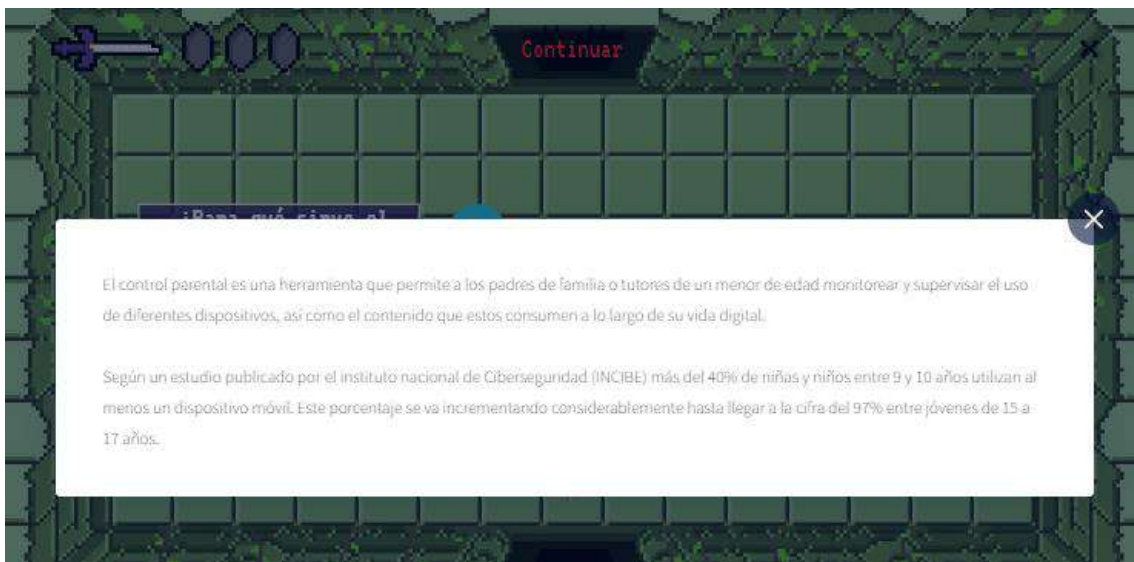 Continuar
¿Para qué sirve el
El control parental es una herramienta que permite a los padres de familia o tutores de un menor de edad monitorear y supervisar el uso
de diferentes dispositivos, así como el contenido que estos consumen a lo largo de su vida digital.
Según un estudio publicado por el instituto nacional de Ciberseguridad (INCIBE) más del 40% de niñas y niños entre 9 y 10 años utilizan al
menos un dispositivo móvil. Este porcentaje se va incrementando considerablemente hasta llegar a la cifra del 97% entre jóvenes de 15 a
17 años.